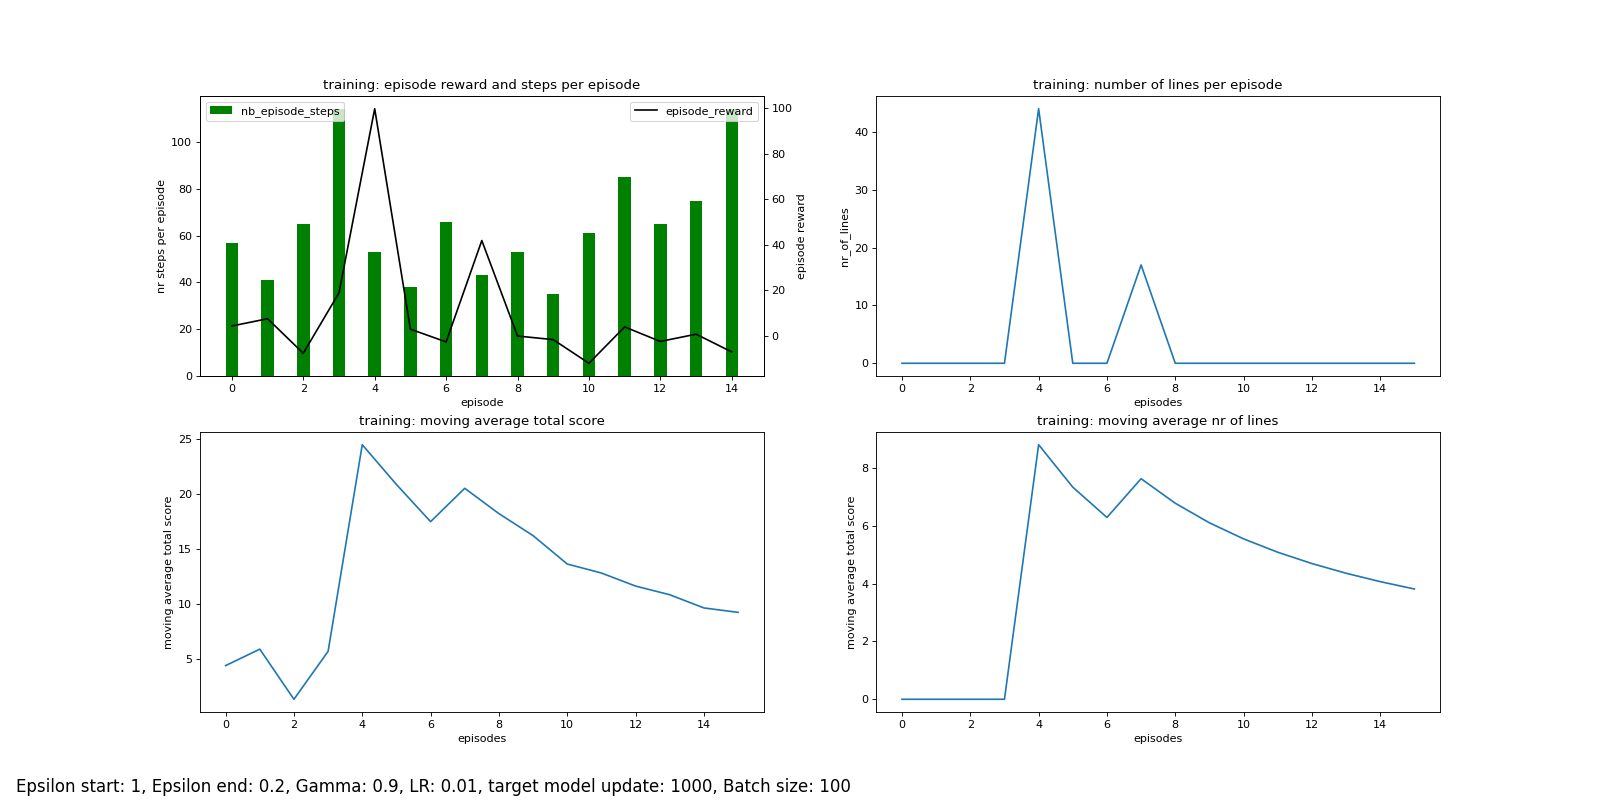 training: episode reward and steps per episode
nb_episode_steps
episode_reward
nr steps per episode
0
20
40
60
80
100
0
20
40
60
80
100
episode reward
0 2 4 6 8 10 12 14
episode
training: number of lines per episode
nr_of_lines
0
10
20
30
40
0 2 4 6 8 10 12 14
episodes
training: moving average total score
moving average total score
5
10
15
20
25
0 2 4 6 8 10 12 14
episodes
training: moving average nr of lines
moving average total score
0
2
4
6
8
0 2 4 6 8 10 12 14
episodes
Epsilon start: 1, Epsilon end: 0.2, Gamma: 0.9, LR: 0.01, target model update: 1000, Batch size: 100